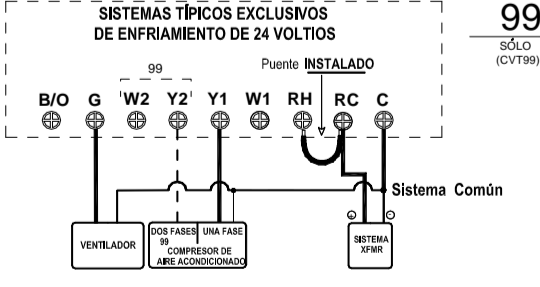 SISTEMAS TÍPICOS EXCLUSIVOS
DE ENFRIAMIENTO DE 24 VOLTIOS
99
SÓLO
(CVT99)
99
Puente INSTALADO
B/O G W2 Y2 Y1 W1 RH RC C
Sistema Común
VENTILADOR
DOS FASES
99
UNA FASE
COMPRESOR DE
AIRE ACONDICIONADO
SISTEMA
XFMR